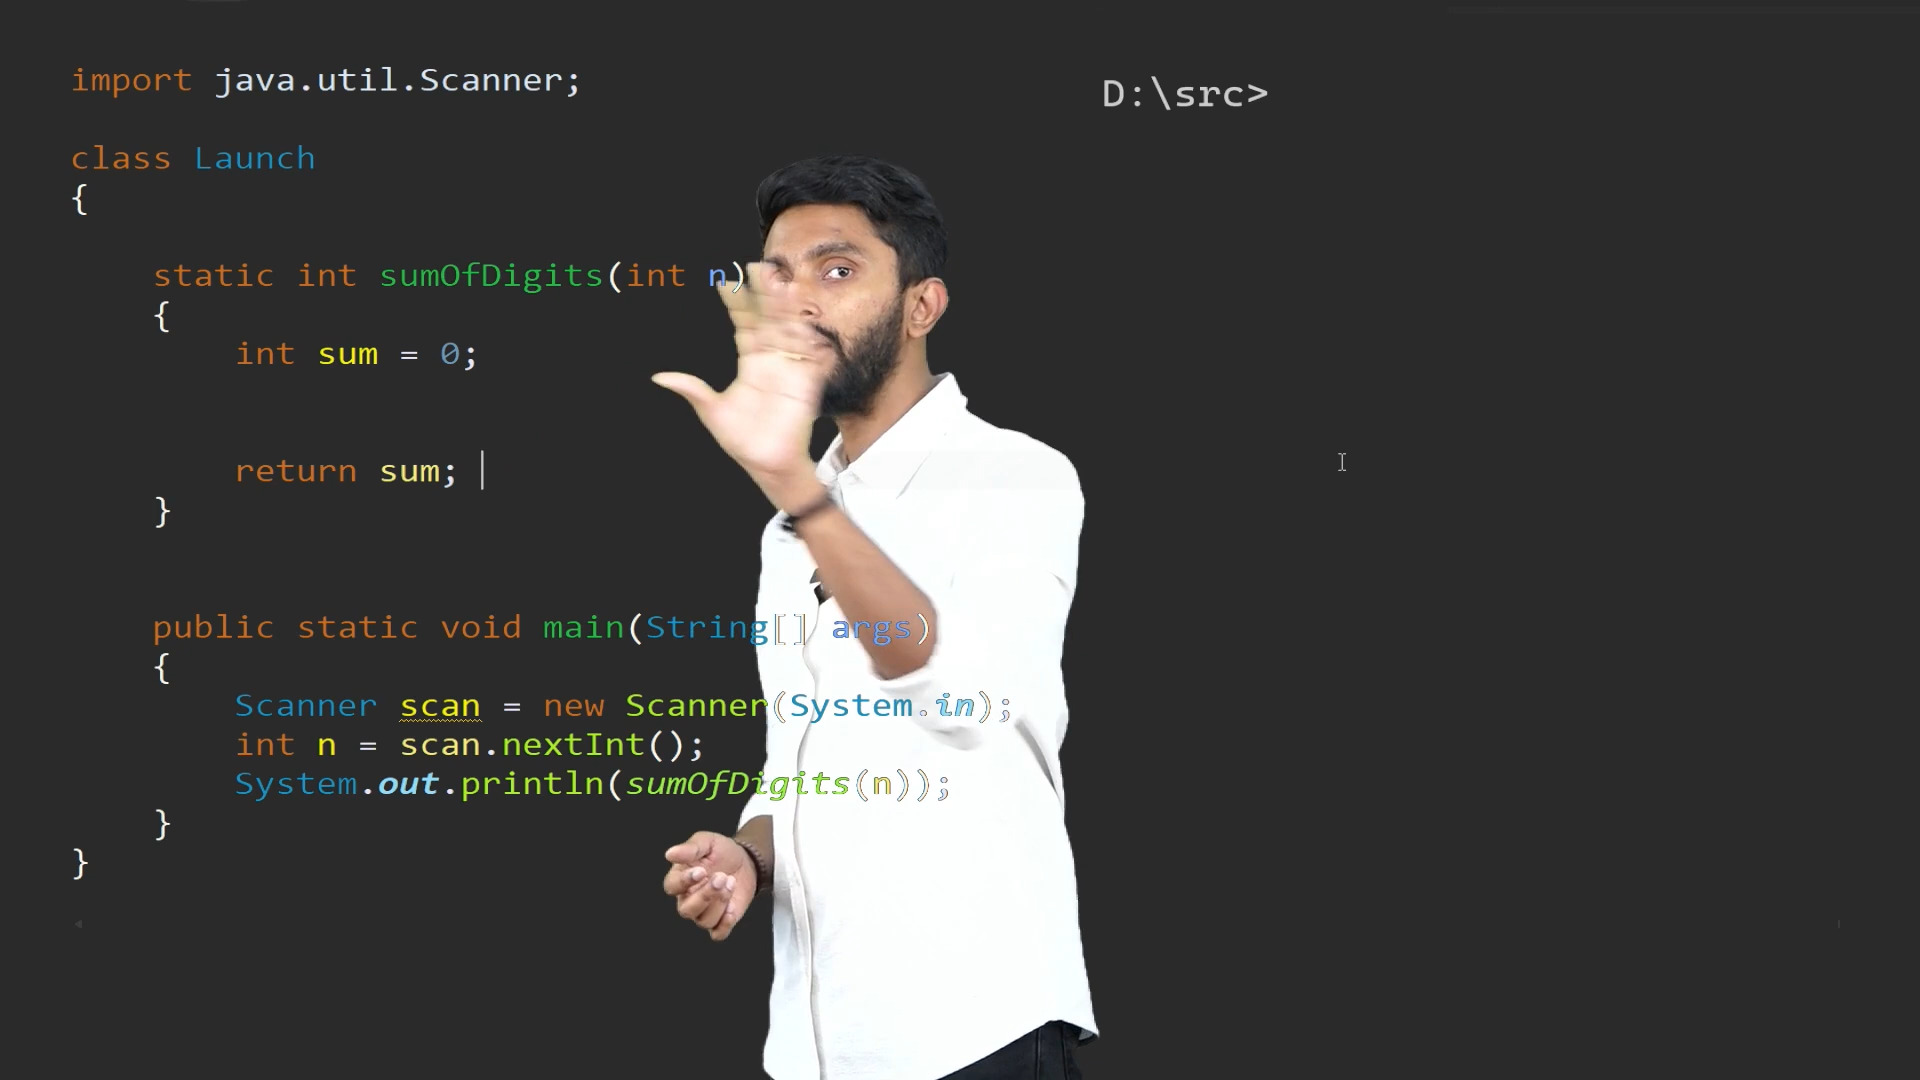 import java.util.Scanner;
class Launch
{
static int sumOfDigits(int n)
{
int sum = 0;
return sum;
}
public static void main(String[] args)
{
Scanner scan = new Scanner(System.in);
int n = scan.nextInt();
System.out.println(sumOfDigits(n));
}
}
D:\src>